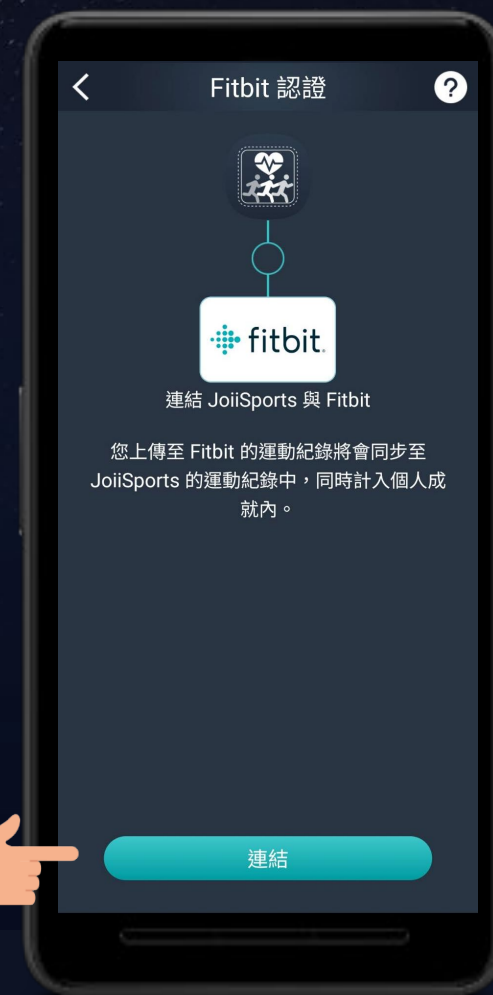 Fitbit 認證
?
fitbit.
連結 JoiiSports 與 Fitbit
您上傳至 Fitbit 的運動紀錄將會同步至
JoiiSports 的運動紀錄中，同時計入個人成
就內。
連結